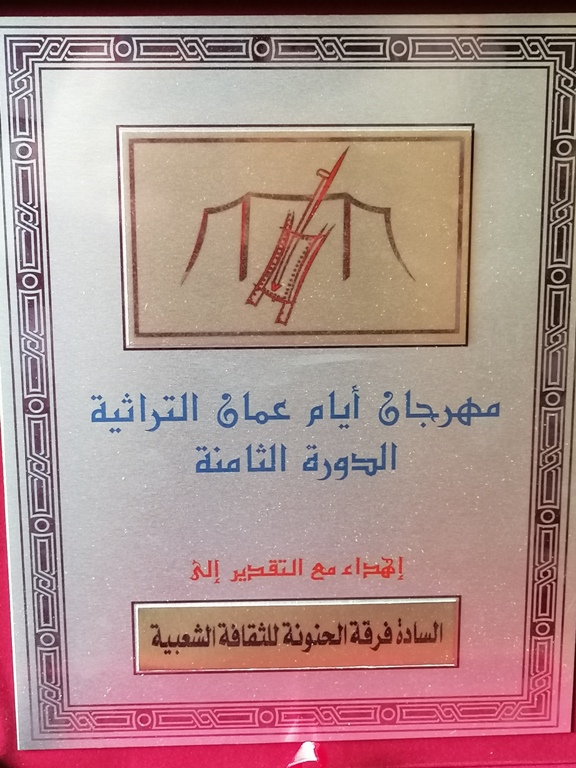 مهرجان أيام عمان التراثية
الدورة الثامنة
إهداء مع التقدير إلى
السادة فرقة الحنونة للثقافة الشعبية